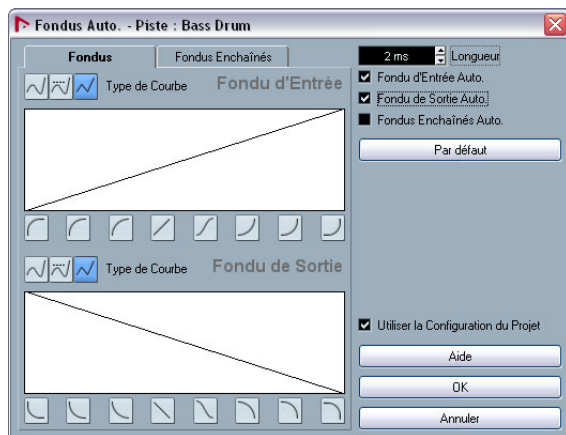 Fondus Auto. - Piste : Bass Drum
Fondus
Fondus Enchaînés
Type de Courbe
Fondu d'Entrée
Type de Courbe
Fondu de Sortie
2 ms
Longueur
Fondu d'Entrée Auto.
Fondu de Sortie Auto.
Fondus Enchaînés Auto.
Par défaut
Utiliser la Configuration du Projet
Aide
OK
Annuler